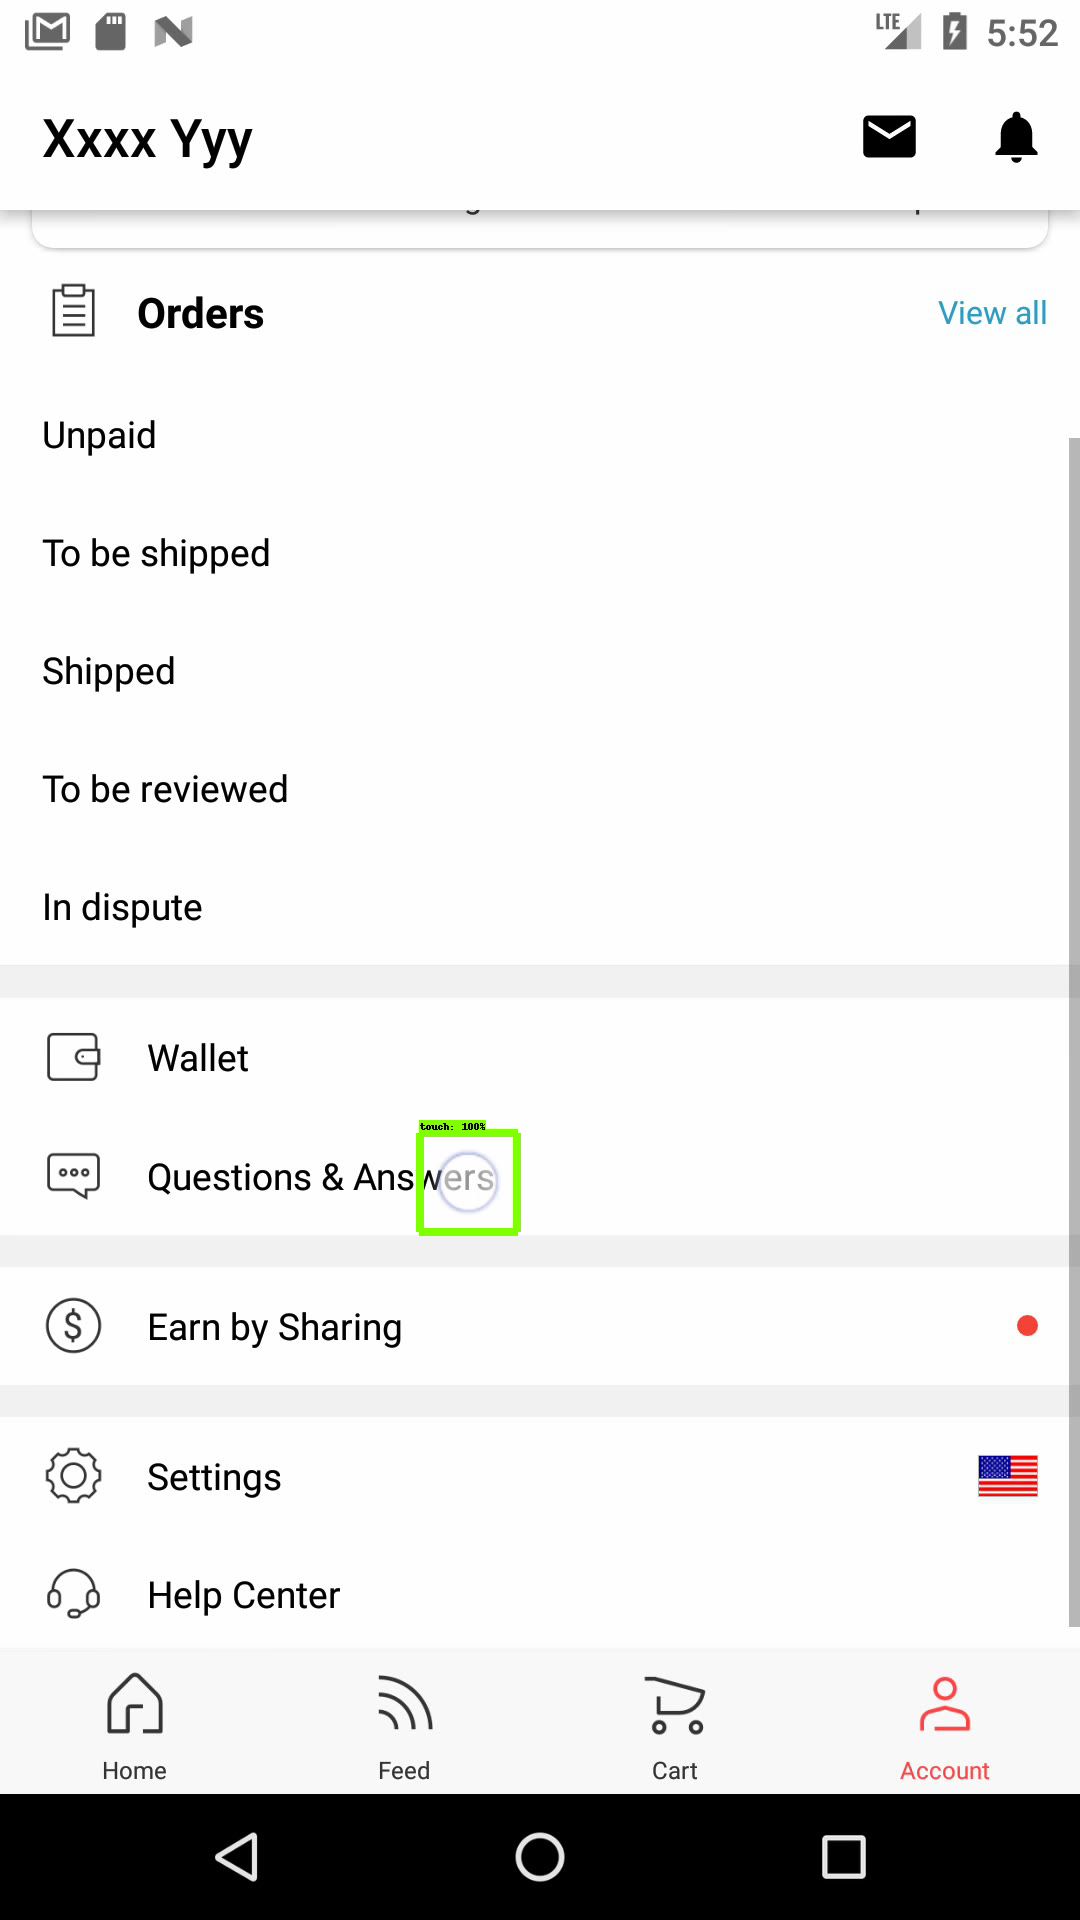 LTE 5:52
Xxxx Yyy
Orders View all
Unpaid
To be shipped
Shipped
To be reviewed
In dispute
Wallet
touch: 100%
Questions & Answers
Earn by Sharing
Settings
Help Center
Home Feed Cart Account